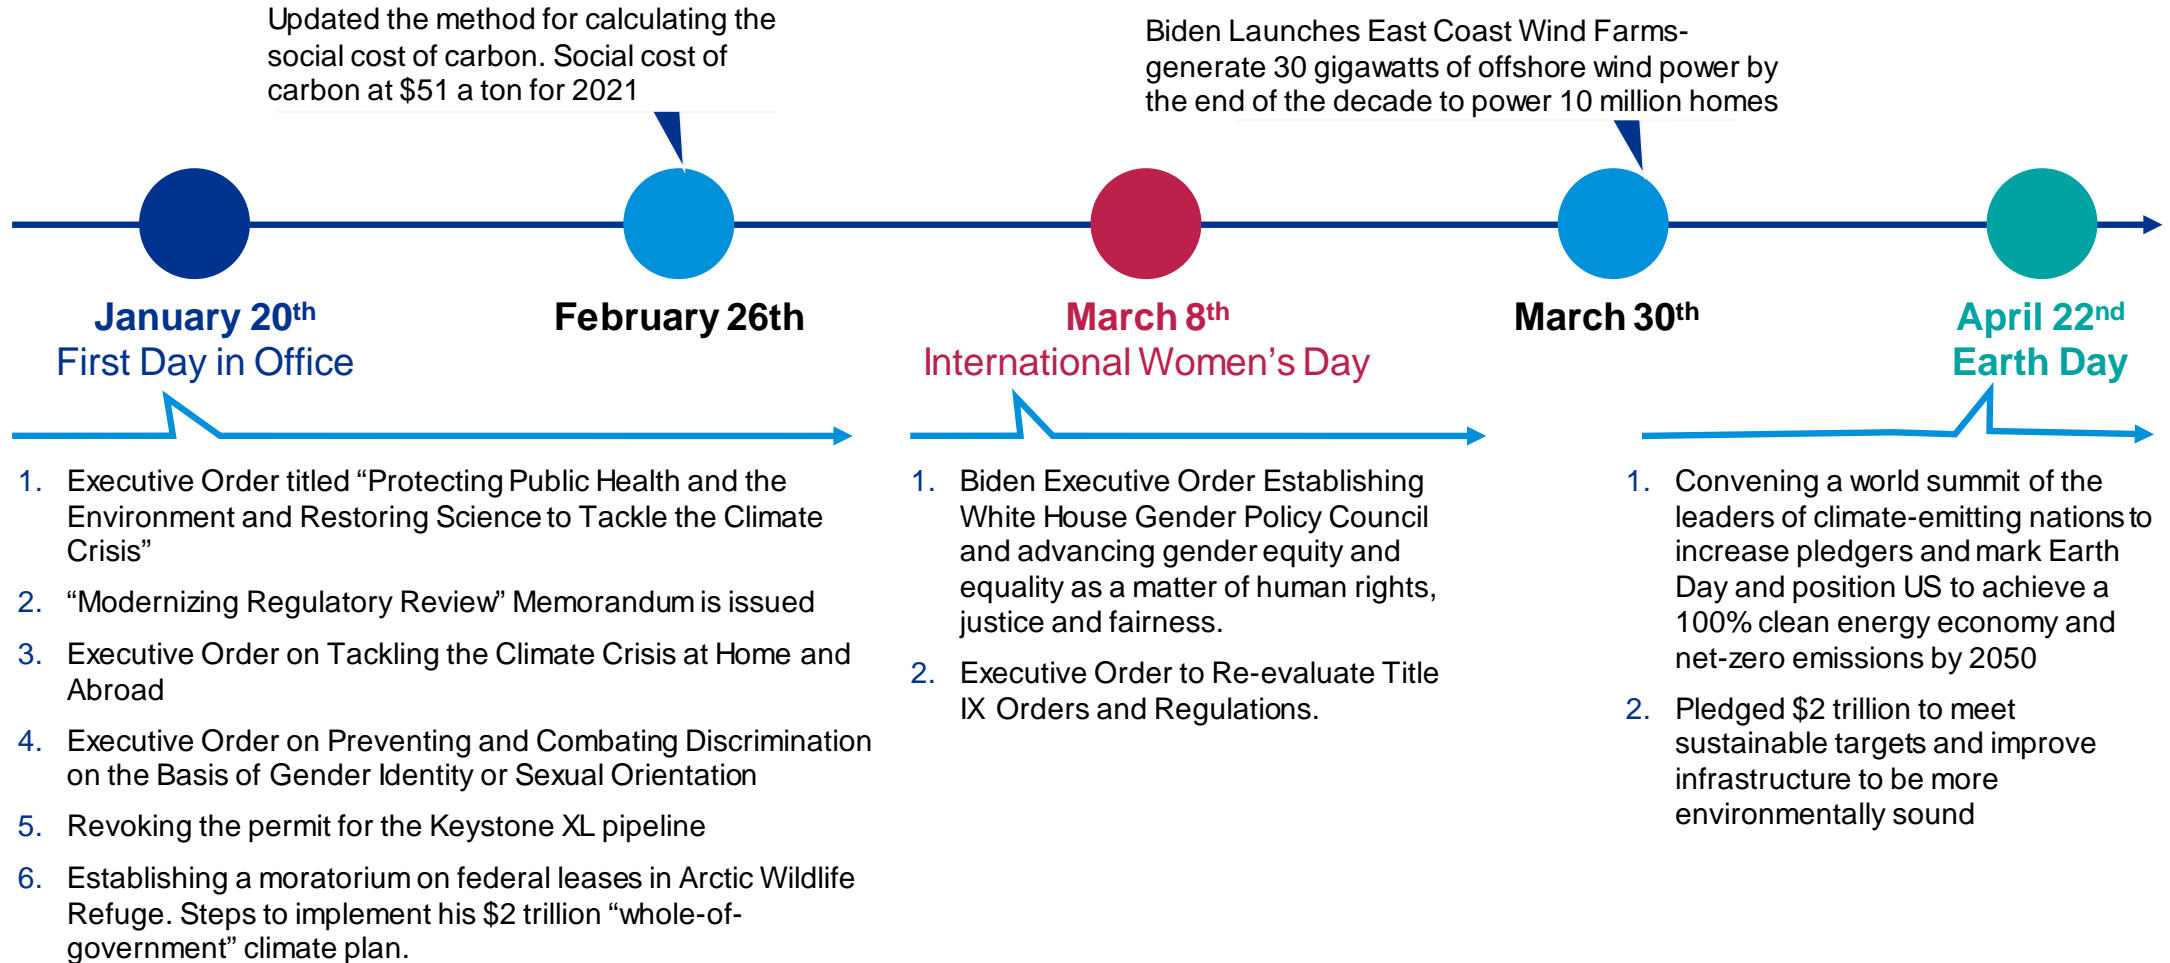 Updated the method for calculating the
social cost of carbon. Social cost of
carbon at $51 a ton for 2021
Biden Launches East Coast Wind Farms-
generate 30 gigawatts of offshore wind power by
the end of the decade to power 10 million homes
January 20th
First Day in Office
February 26th
March 8th
International Women’s Day
March 30th
April 22nd
Earth Day
1. Executive Order titled “Protecting Public Health and the
Environment and Restoring Science to Tackle the Climate
Crisis”
2. “Modernizing Regulatory Review” Memorandum is issued
3. Executive Order on Tackling the Climate Crisis at Home and
Abroad
4. Executive Order on Preventing and Combating Discrimination
on the Basis of Gender Identity or Sexual Orientation
5. Revoking the permit for the Keystone XL pipeline
6. Establishing a moratorium on federal leases in Arctic Wildlife
Refuge. Steps to implement his $2 trillion “whole-of-
government” climate plan.
1. Biden Executive Order Establishing
White House Gender Policy Council
and advancing gender equity and
equality as a matter of human rights,
justice and fairness.
2. Executive Order to Re-evaluate Title
IX Orders and Regulations.
1. Convening a world summit of the
leaders of climate-emitting nations to
increase pledgers and mark Earth
Day and position US to achieve a
100% clean energy economy and
net-zero emissions by 2050
2. Pledged $2 trillion to meet
sustainable targets and improve
infrastructure to be more
environmentally sound